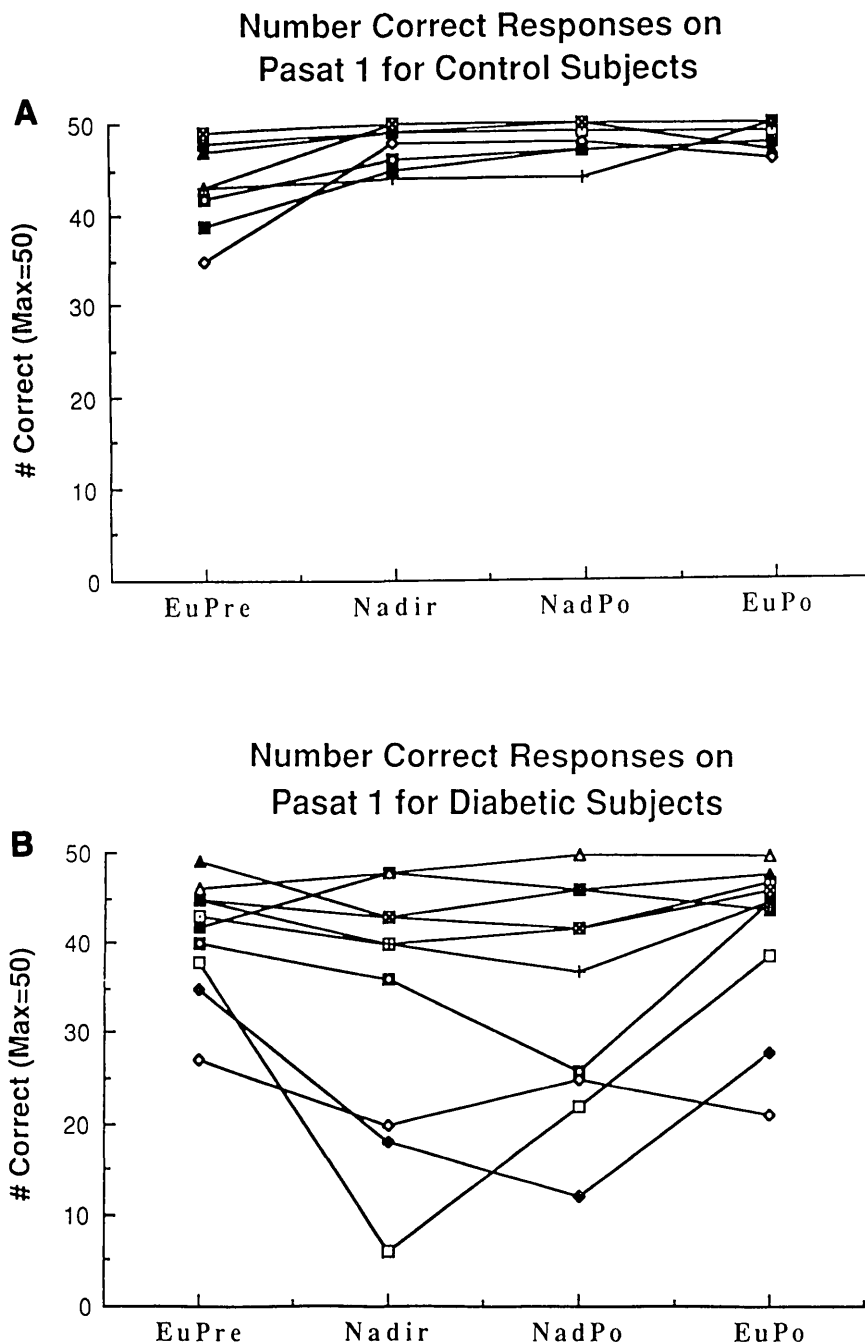 Number Correct Responses on
Pasat 1 for Control Subjects
A
# Correct (Max=50)
50
40
30
20
10
0
EuPre Nadir NadPo EuPo
Number Correct Responses on
Pasat 1 for Diabetic Subjects
B
# Correct (Max=50)
50
40
30
20
10
0
EuPre Nadir NadPo EuPo